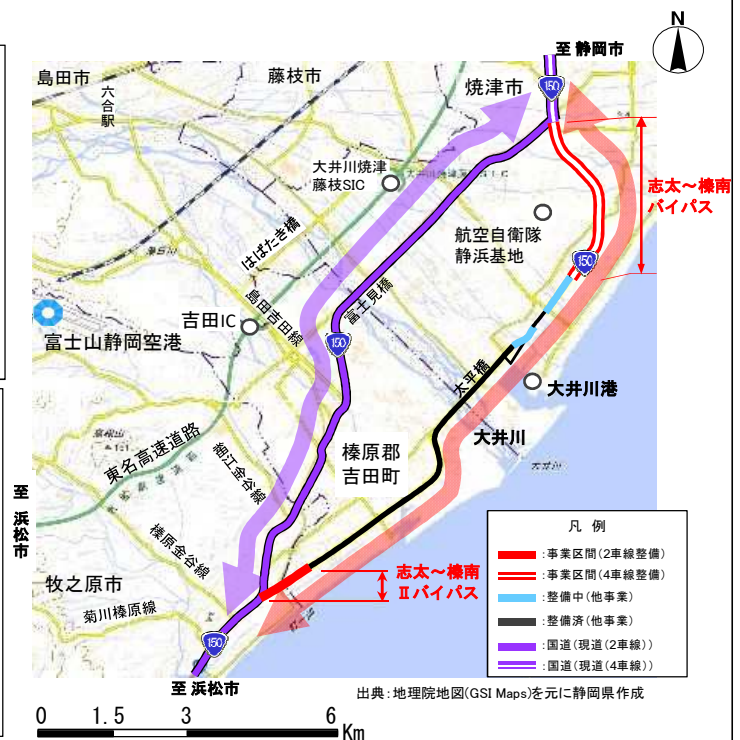 N
至 静岡市
島田市
藤枝市
焼津市
六合駅
150
大井川焼津
藤枝SIC
志太～榛南
バイパス
航空自衛隊
静浜基地
はばたき橋
150
島田吉田線
吉田IC
富士見橋
富士山静岡空港
150
太平橋
大井川港
東名高速道路
大井川
大井川
榛原郡
吉田町
細江金谷線
至 浜松市
榛原金谷線
凡 例
:事業区間(2車線整備)
:事業区間(4車線整備)
:整備中(他事業)
:整備済(他事業)
:国道(現道(2車線))
:国道(現道(4車線))
志太～榛南
Ⅱバイパス
牧之原市
菊川榛原線
150
至 浜松市
出典:地理院地図(GSI Maps)を元に静岡県作成
0 1.5 3 6
Km